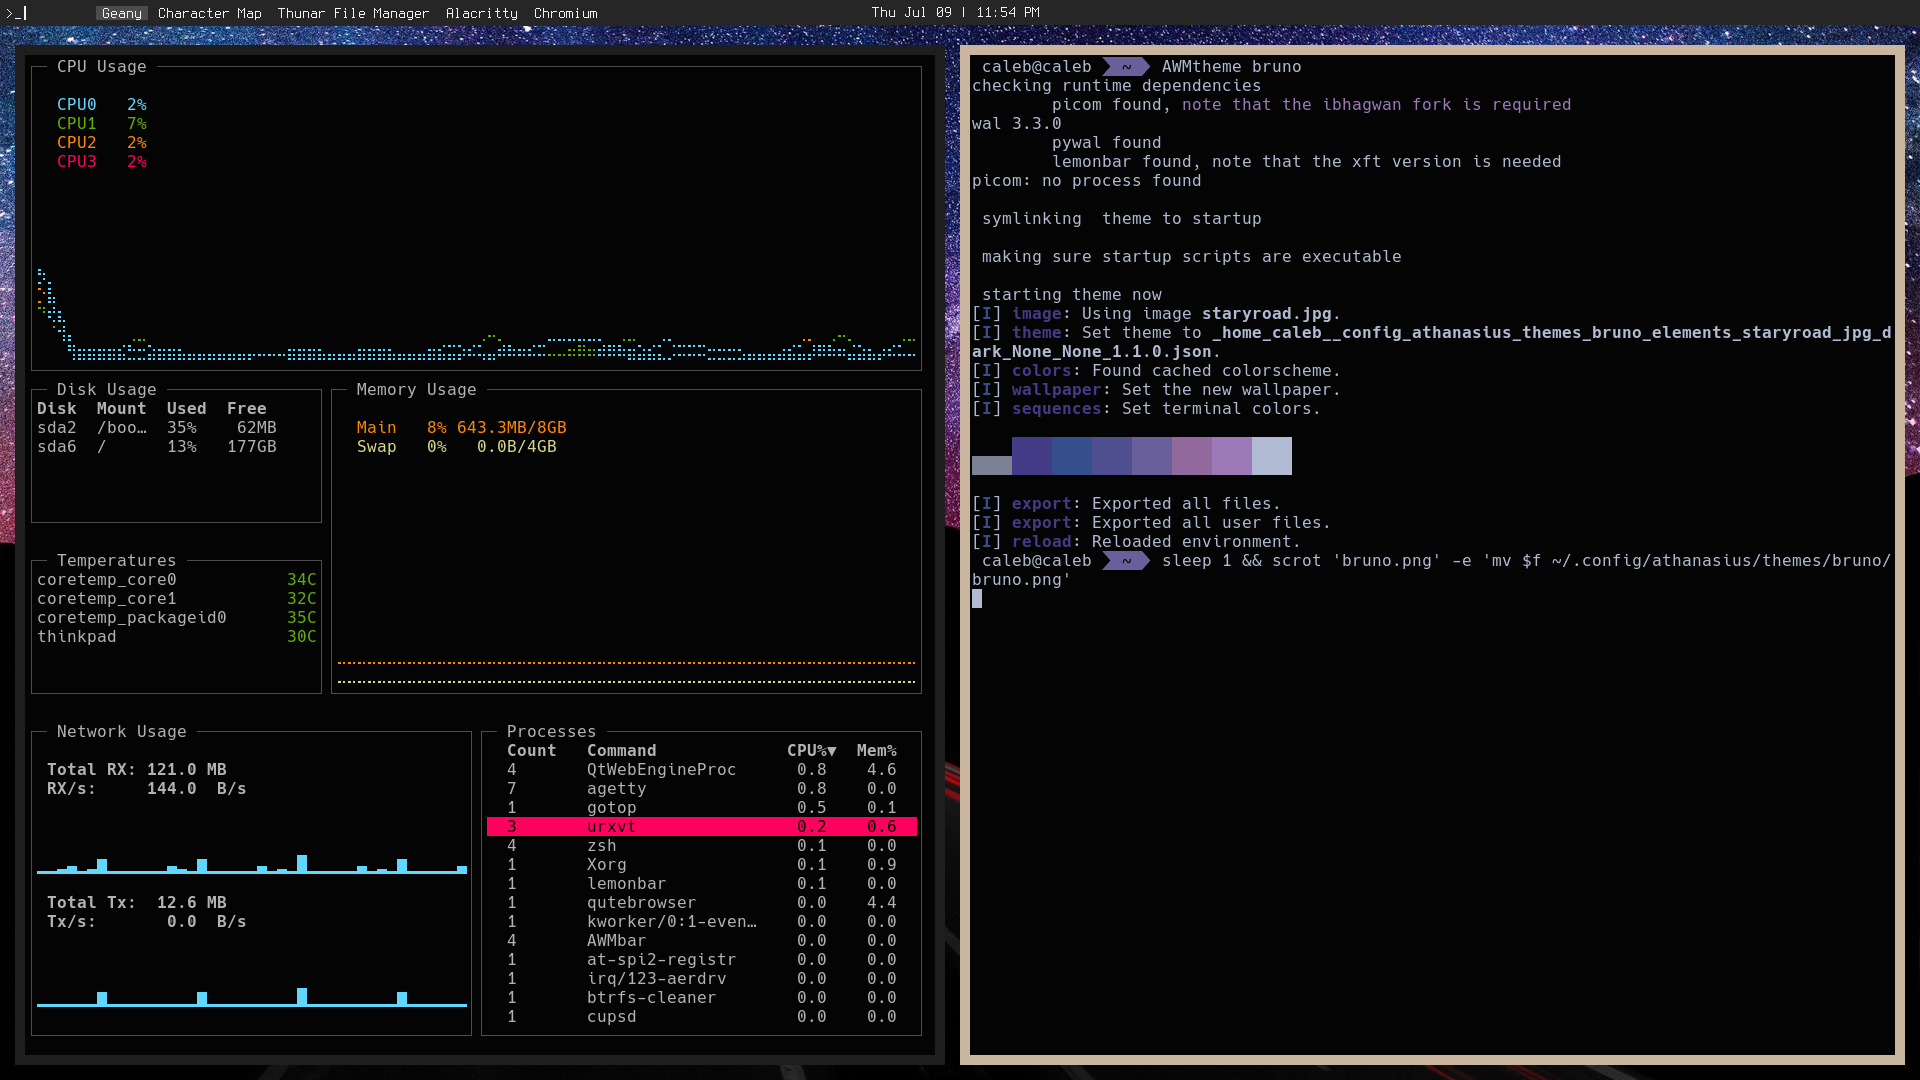 >_
Geany Character Map Thunar File Manager Alacritty Chromium
Thu Jul 09 | 11:54 PM
CPU Usage
CPU0 2%
CPU1 7%
CPU2 2%
CPU3 2%
Disk Usage
Disk Mount Used Free
sda2 /boo… 35% 62MB
sda6 / 13% 177GB
Memory Usage
Main 8% 643.3MB/8GB
Swap 0% 0.0B/4GB
Temperatures
coretemp_core0 34C
coretemp_core1 32C
coretemp_packageid0 35C
thinkpad 30C
Network Usage
Total RX: 121.0 MB
RX/s: 144.0 B/s
Total Tx: 12.6 MB
Tx/s: 0.0 B/s
Processes
Count Command CPU%▼ Mem%
4 QtWebEngineProc 0.8 4.6
7 agetty 0.8 0.0
1 gotop 0.5 0.1
3 urxvt 0.2 0.6
4 zsh 0.1 0.0
1 Xorg 0.1 0.9
1 lemonbar 0.1 0.0
1 qutebrowser 0.0 4.4
1 kworker/0:1-even… 0.0 0.0
4 AWMbar 0.0 0.0
1 at-spi2-registr 0.0 0.0
1 irq/123-aerdrv 0.0 0.0
1 btrfs-cleaner 0.0 0.0
1 cupsd 0.0 0.0
caleb@caleb ~ AWMtheme bruno
checking runtime dependencies
picom found, note that the ibhagwan fork is required
wal 3.3.0
pywal found
lemonbar found, note that the xft version is needed
picom: no process found
symlinking theme to startup
making sure startup scripts are executable
starting theme now
[I] image: Using image staryroad.jpg.
[I] theme: Set theme to _home_caleb__config_athanasius_themes_bruno_elements_staryroad_jpg_d
ark_None_None_1.1.0.json.
[I] colors: Found cached colorscheme.
[I] wallpaper: Set the new wallpaper.
[I] sequences: Set terminal colors.
[I] export: Exported all files.
[I] export: Exported all user files.
[I] reload: Reloaded environment.
caleb@caleb ~ sleep 1 && scrot 'bruno.png' -e 'mv $f ~/.config/athanasius/themes/bruno/
bruno.png'